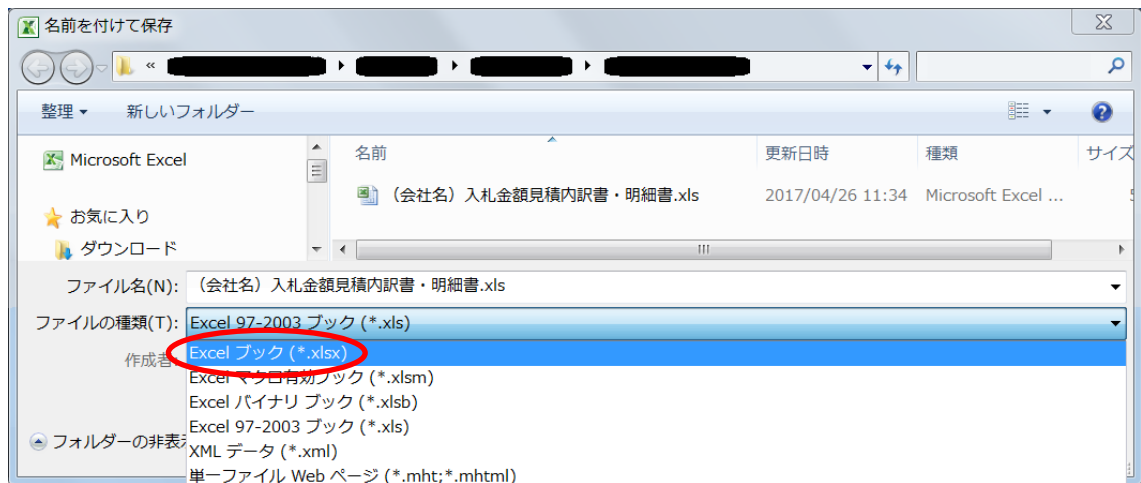 名前を付けて保存
«
整理 新しいフォルダー
Microsoft Excel
お気に入り
ダウンロード
名前 更新日時 種類 サイズ
(会社名)入札金額見積内訳書・明細書.xls 2017/04/26 11:34 Microsoft Excel ...
ファイル名(N): (会社名)入札金額見積内訳書・明細書.xls
ファイルの種類(T): Excel 97-2003 ブック (*.xls)
作成者:
Excel ブック (*.xlsx)
Excel マクロ有効ブック (*.xlsm)
Excel バイナリ ブック (*.xlsb)
Excel 97-2003 ブック (*.xls)
XML データ (*.xml)
単一ファイル Web ページ (*.mht;*.mhtml)
フォルダーの非表示